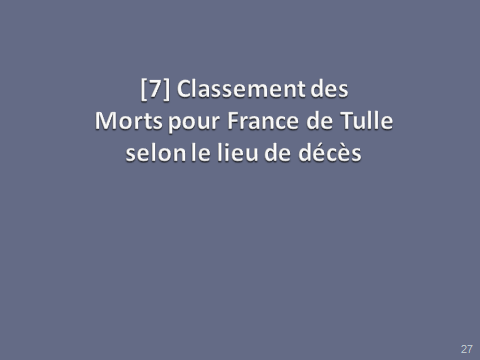 [7] Classement des
Morts pour France de Tulle
selon le lieu de décès
27